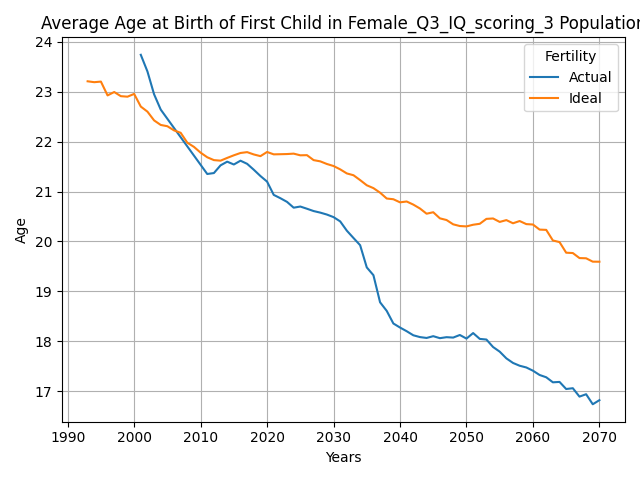 Average Age at Birth of First Child in Female_Q3_IQ_scoring_3 Population
Fertility
Actual
Ideal
24
23
22
21
20
19
18
17
Age
1990
2000
2010
2020
2030
2040
2050
2060
2070
Years